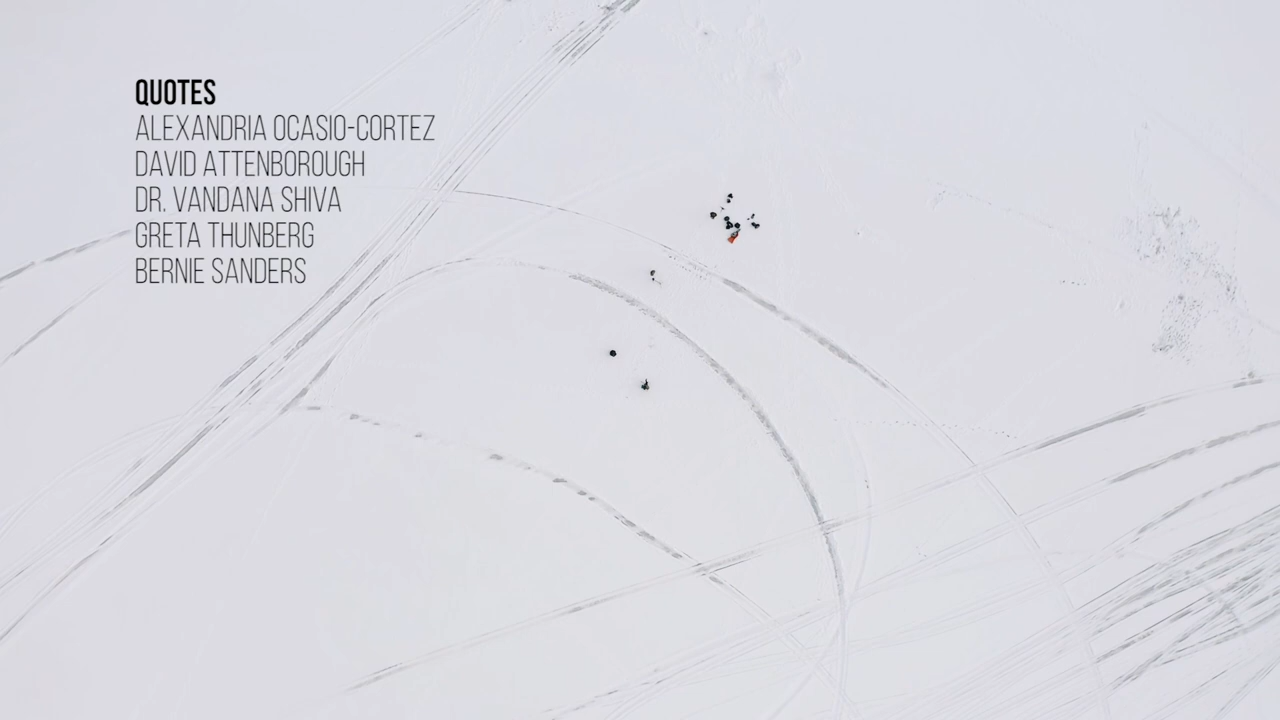 QUOTES
ALEXANDRIA OCASIO-CORTEZ
DAVID ATTENBOROUGH
DR. VANDANA SHIVA
GRETA THUNBERG
BERNIE SANDERS